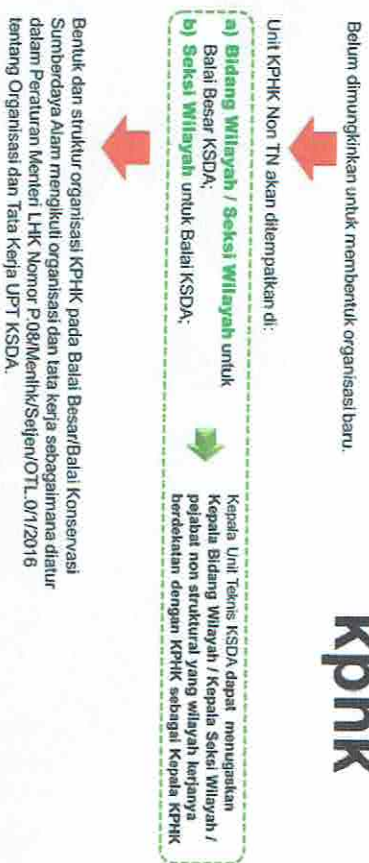 kphk
Belum dimungkinkan untuk membentuk organisasi baru.
Unit KPHK Non TN akan ditempatkan di:
a) Bidang Wilayah / Seksi Wilayah untuk
Balai Besar KSDA;
b) Seksi Wilayah untuk Balai KSDA;
Kepala Unit Teknis KSDA dapat menugaskan
Kepala Bidang Wilayah / Kepala Seksi Wilayah /
pejabat non struktural yang wilayah kerjanya
berdekatan dengan KPHK sebagai Kepala KPHK
Bentuk dan struktur organisasi KPHK pada Balai Besar/Balai Konservasi
Sumberdaya Alam mengikuti organisasi dan tata kerja sebagaimana diatur
dalam Peraturan Menteri LHK Nomor P.08/Menlhk/Setjen/OTL.0/1/2016
tentang Organisasi dan Tata Kerja UPT KSDA.